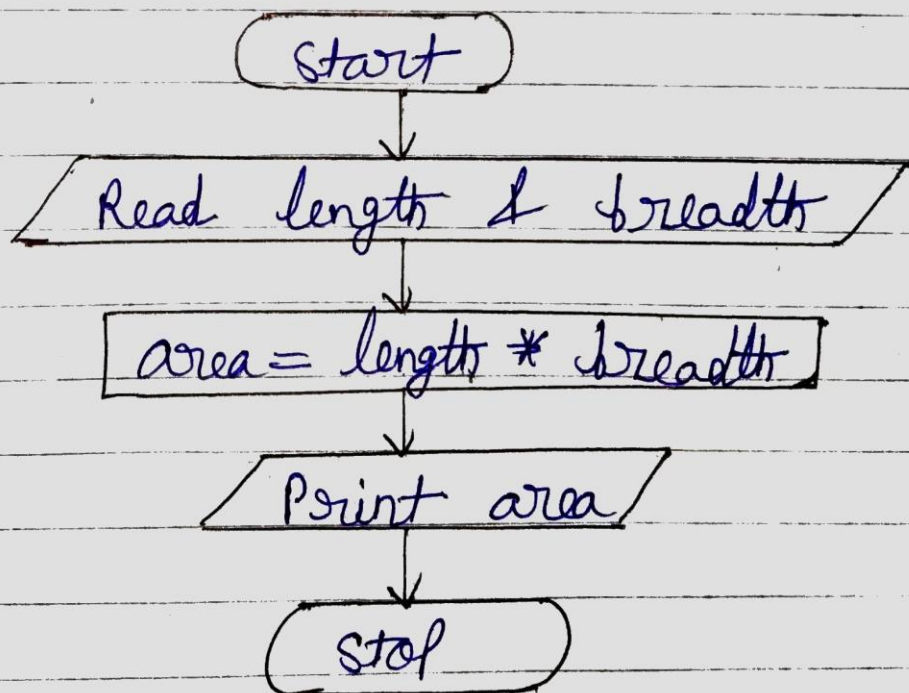 Start
Read length & breadth
area = length * breadth
Print area
Stop